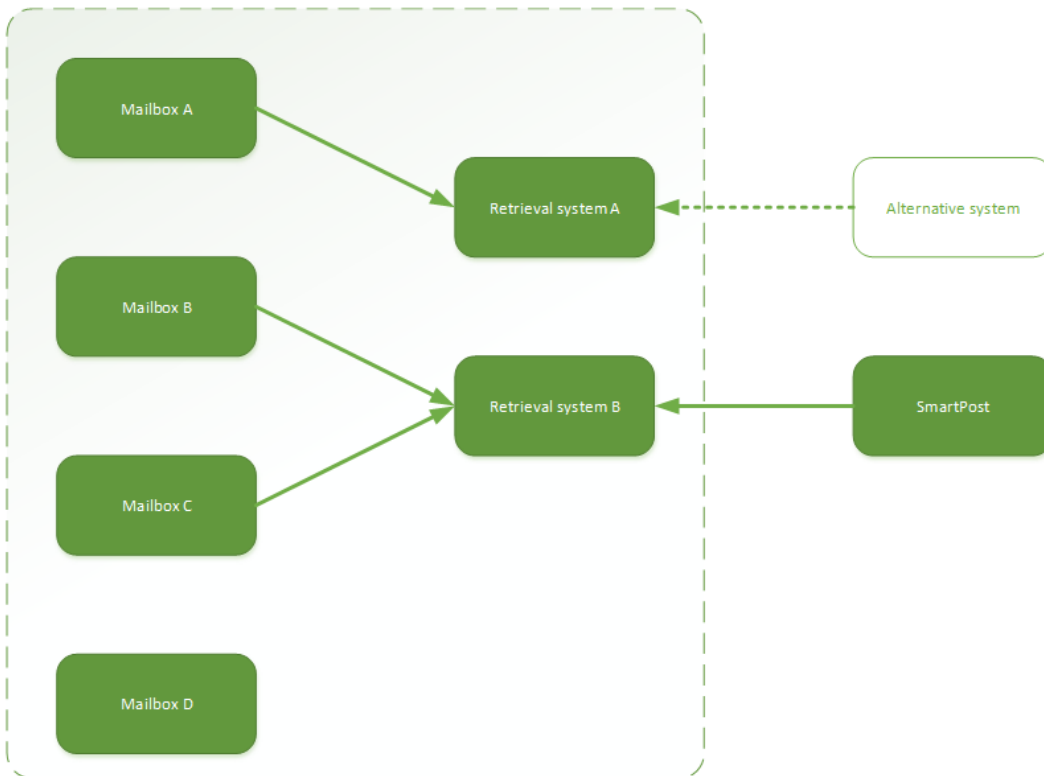 Mailbox A
Retrieval system A
Alternative system
Mailbox B
Retrieval system B
SmartPost
Mailbox C
Mailbox D